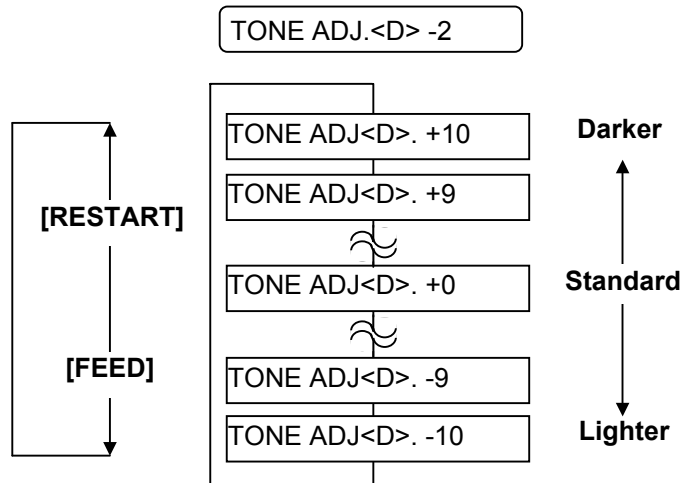 TONE ADJ.<D> -2
TONE ADJ<D>. +10
Darker
TONE ADJ<D>. +9
[RESTART]
TONE ADJ<D>. +0
Standard
[FEED]
TONE ADJ<D>. -9
TONE ADJ<D>. -10
Lighter